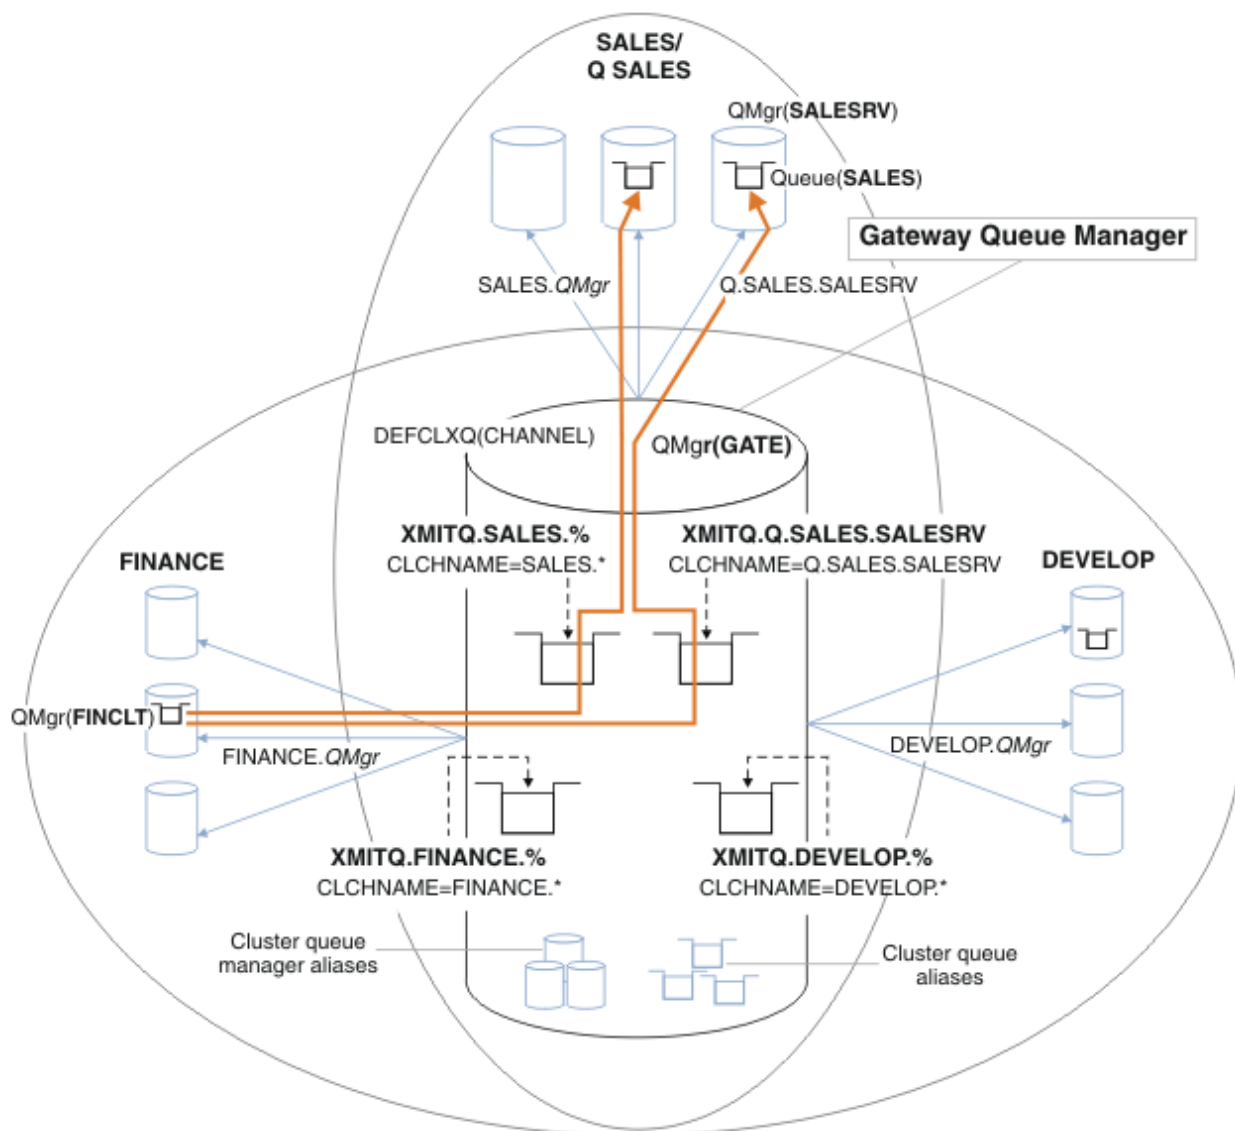 SALES/
Q SALES
QMgr(SALESRV)
Queue(SALES)
Gateway Queue Manager
SALES.QMgr
Q.SALES.SALESRV
DEFCLXQ(CHANNEL)
QMgr(GATE)
XMITQ.SALES.%
CLCHNAME=SALES.*
XMITQ.Q.SALES.SALESRV
CLCHNAME=Q.SALES.SALESRV
FINANCE
DEVELOP
QMgr(FINCLT)
FINANCE.QMgr
DEVELOP.QMgr
XMITQ.FINANCE.%
CLCHNAME=FINANCE.*
XMITQ.DEVELOP.%
CLCHNAME=DEVELOP.*
Cluster queue
manager aliases
Cluster queue
aliases